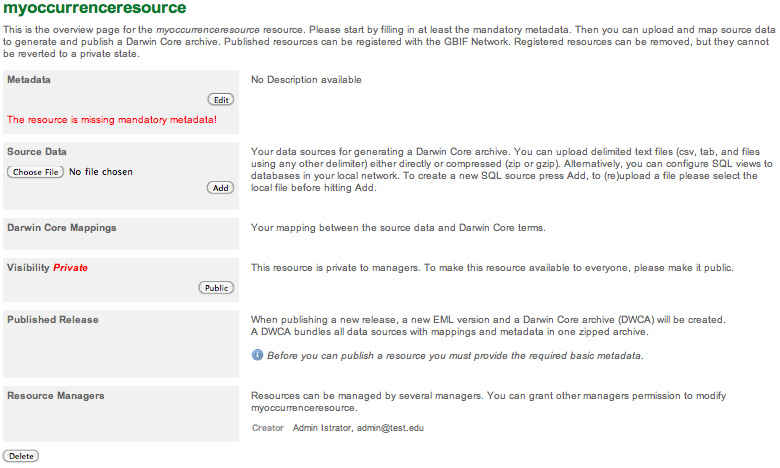 myoccurrenceresource
This is the overview page for the myoccurrenceresource resource. Please start by filling in at least the mandatory metadata. Then you can upload and map source data
to generate and publish a Darwin Core archive. Published resources can be registered with the GBIF Network. Registered resources can be removed, but they cannot
be reverted to a private state.
Metadata
No Description available
Edit
The resource is missing mandatory metadata!
Source Data
Choose File No file chosen
Add
Your data sources for generating a Darwin Core archive. You can upload delimited text files (csv, tab, and files
using any other delimiter) either directly or compressed (zip or gzip). Alternatively, you can configure SQL views to
databases in your local network. To create a new SQL source press Add, to (re)upload a file please select the
local file before hitting Add.
Darwin Core Mappings
Your mapping between the source data and Darwin Core terms.
Visibility Private
Public
This resource is private to managers. To make this resource available to everyone, please make it public.
Published Release
When publishing a new release, a new EML version and a Darwin Core archive (DWCA) will be created.
A DWCA bundles all data sources with mappings and metadata in one zipped archive.
Before you can publish a resource you must provide the required basic metadata.
Resource Managers
Resources can be managed by several managers. You can grant other managers permission to modify
myoccurrenceresource.
Creator Admin Istrator, admin@test.edu
Delete